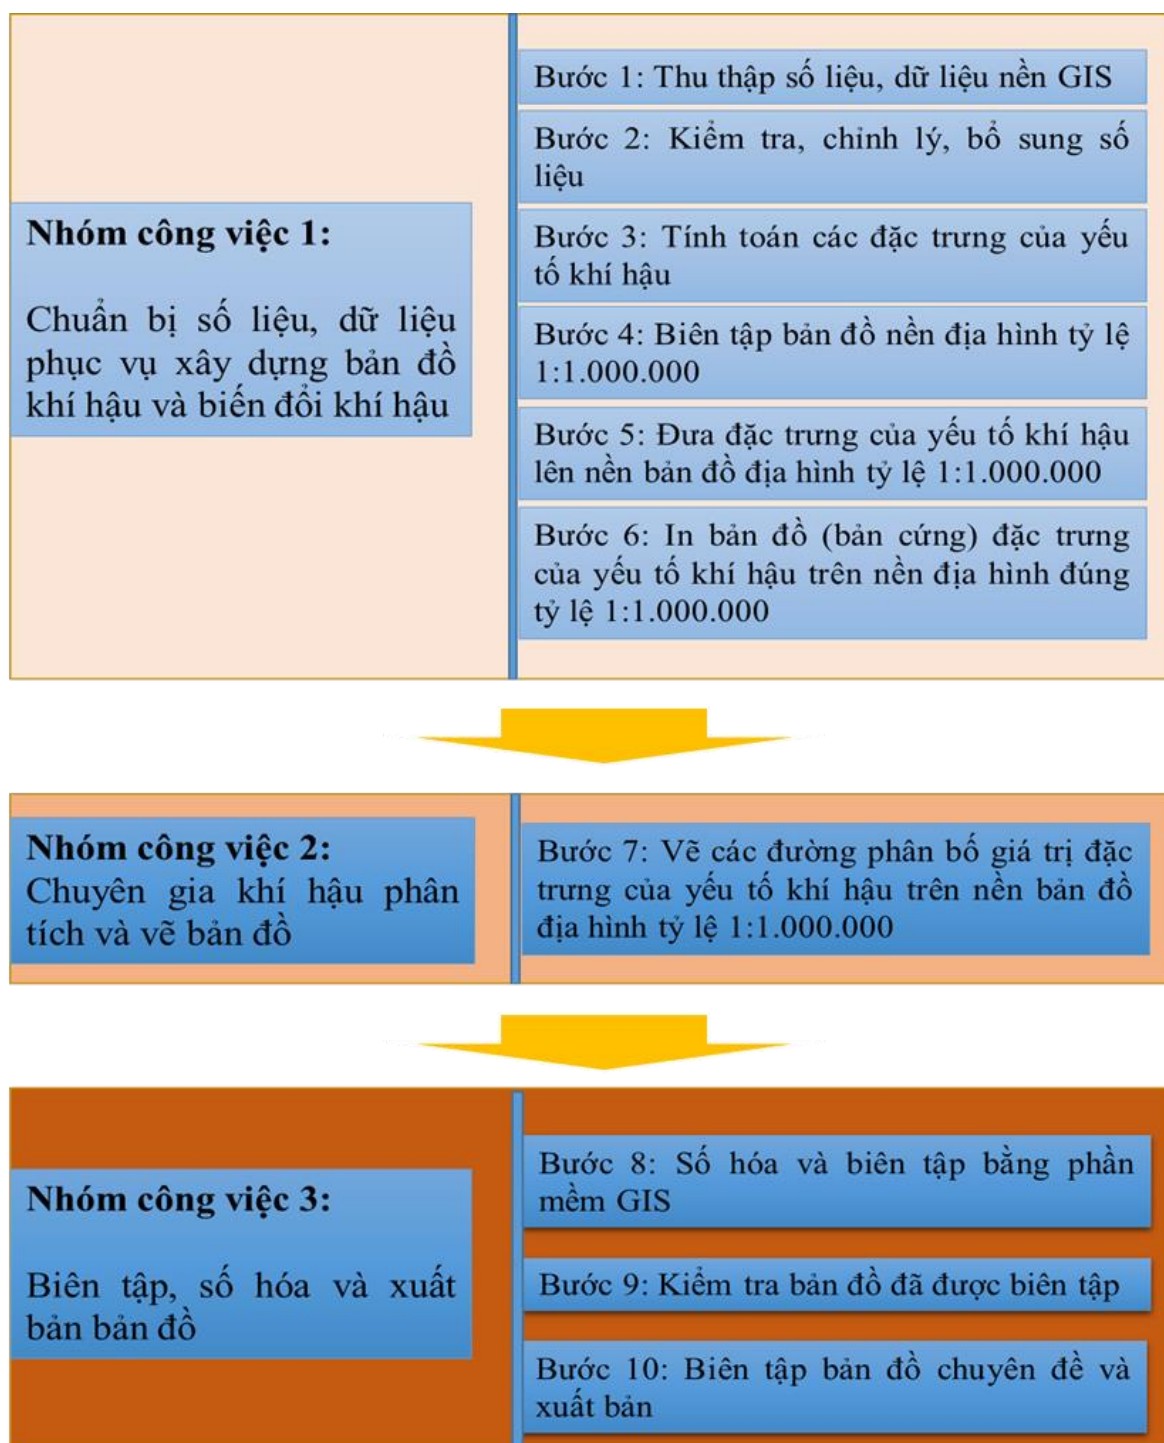 Nhóm công việc 1:
Chuẩn bị số liệu, dữ liệu
phục vụ xây dựng bản đồ
khí hậu và biến đổi khí hậu
Bước 1: Thu thập số liệu, dữ liệu nền GIS
Bước 2: Kiểm tra, chỉnh lý, bổ sung số
liệu
Bước 3: Tính toán các đặc trưng của yếu
tố khí hậu
Bước 4: Biên tập bản đồ nền địa hình tỷ lệ
1:1.000.000
Bước 5: Đưa đặc trưng của yếu tố khí hậu
lên nền bản đồ địa hình tỷ lệ 1:1.000.000
Bước 6: In bản đồ (bản cứng) đặc trưng
của yếu tố khí hậu trên nền địa hình đúng
tỷ lệ 1:1.000.000
Nhóm công việc 2:
Chuyên gia khí hậu phân
tích và vẽ bản đồ
Bước 7: Vẽ các đường phân bố giá trị đặc
trưng của yếu tố khí hậu trên nền bản đồ
địa hình tỷ lệ 1:1.000.000
Nhóm công việc 3:
Biên tập, số hóa và xuất
bản bản đồ
Bước 8: Số hóa và biên tập bằng phần
mềm GIS
Bước 9: Kiểm tra bản đồ đã được biên tập
Bước 10: Biên tập bản đồ chuyên đề và
xuất bản